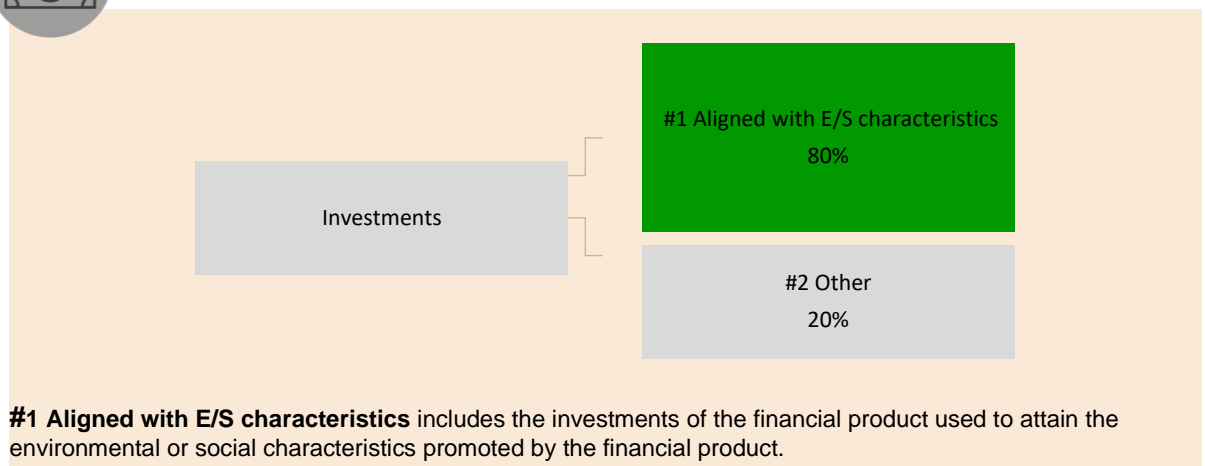 #1 Aligned with E/S characteristics
80%
Investments
#2 Other
20%
#1 Aligned with E/S characteristics includes the investments of the financial product used to attain the
environmental or social characteristics promoted by the financial product.